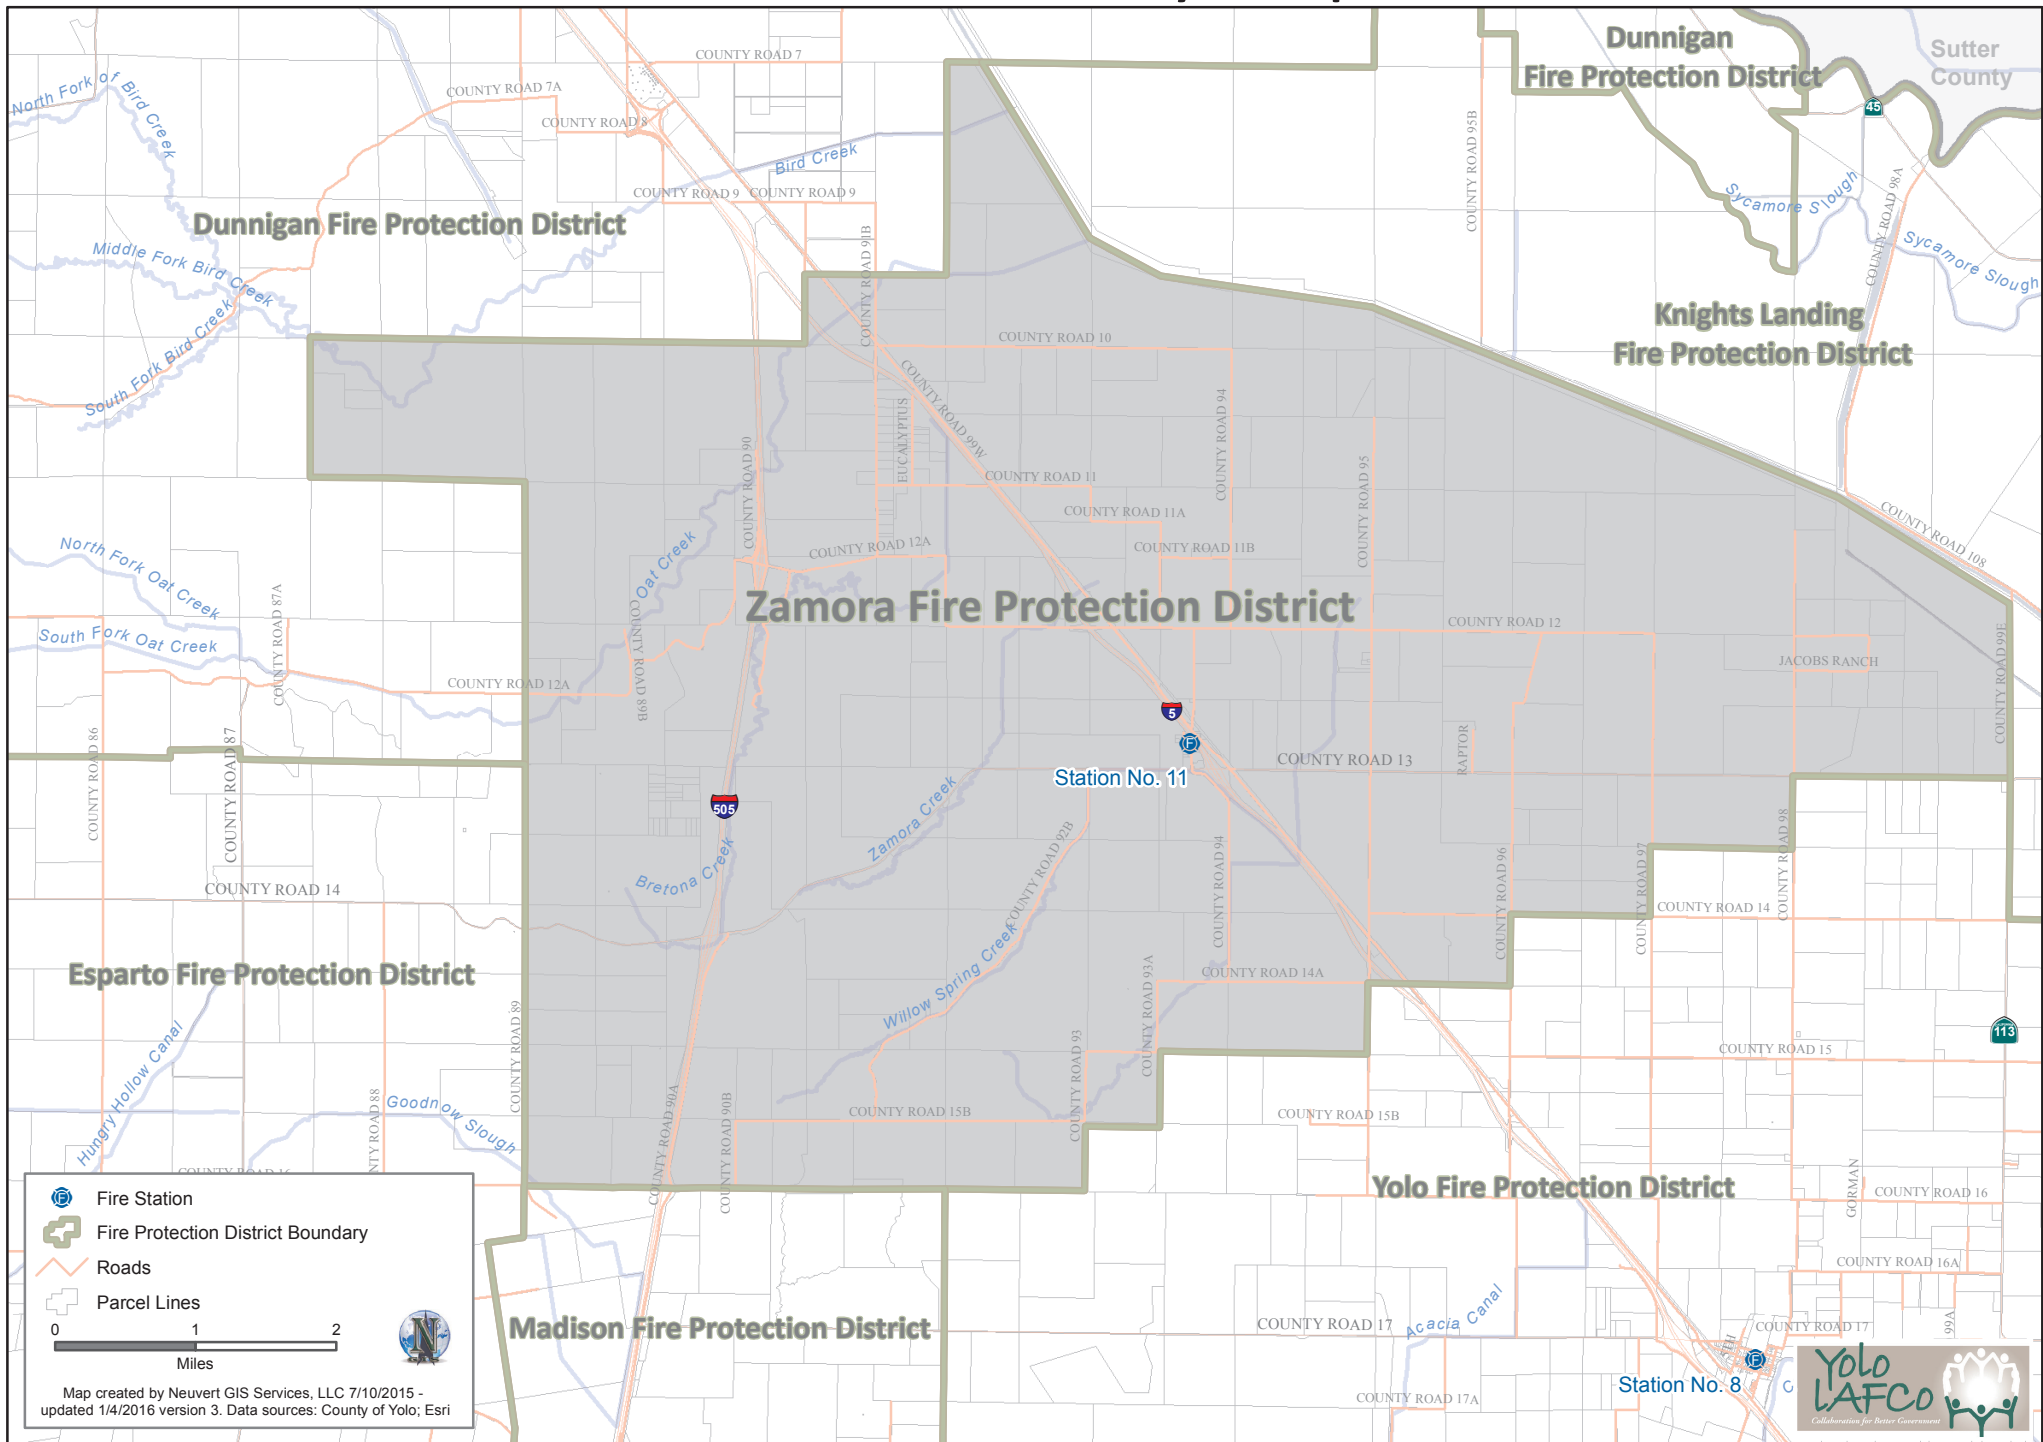 Dunnigan
Fire Protection District
Sutter
County
45
COUNTY ROAD 7
North Fork of Bird Creek
COUNTY ROAD 7A
COUNTY ROAD 8
COUNTY ROAD 95B
Bird Creek
COUNTY ROAD 9
COUNTY ROAD 9
Sycamore Slough
COUNTY ROAD 98A
Dunnigan Fire Protection District
Middle Fork Bird Creek
COUNTY ROAD 91B
Sycamore Slough
South Fork Bird Creek
Knights Landing
Fire Protection District
COUNTY ROAD 10
COUNTY ROAD 99W
COUNTY ROAD 94
EUCALYPTUS
COUNTY ROAD 90
COUNTY ROAD 11
COUNTY ROAD 95
COUNTY ROAD 11A
COUNTY ROAD 108
North Fork Oat Creek
Oat Creek
COUNTY ROAD 12A
COUNTY ROAD 11B
COUNTY ROAD 87A
Zamora Fire Protection District
COUNTY ROAD 12
South Fork Oat Creek
COUNTY ROAD 89B
COUNTY ROAD 12A
JACOBS RANCH
COUNTY ROAD 99E
5
COUNTY ROAD 86
COUNTY ROAD 87
F
COUNTY ROAD 13
RAPTOR
Station No. 11
505
Zamora Creek
COUNTY ROAD 92B
COUNTY ROAD 94
COUNTY ROAD 96
COUNTY ROAD 97
COUNTY ROAD 98
Bretona Creek
COUNTY ROAD 14
COUNTY ROAD 14
Esparto Fire Protection District
Willow Spring Creek
COUNTY ROAD 93A
COUNTY ROAD 14A
COUNTY ROAD 89
113
COUNTY ROAD 15
Hungry Hollow Canal
COUNTY ROAD 93
COUNTY ROAD 88
Goodnow Slough
COUNTY ROAD 90A
COUNTY ROAD 90B
COUNTY ROAD 15B
COUNTY ROAD 15B
COUNTY ROAD 16
Yolo Fire Protection District
GORMAN
COUNTY ROAD 16
COUNTY ROAD 16A
Madison Fire Protection District
COUNTY ROAD 17
Acacia Canal
COUNTY ROAD 17
99A
F
Station No. 8
C
COUNTY ROAD 17A
F Fire Station
Fire Protection District Boundary
Roads
Parcel Lines
0 1 2
Miles
N
Map created by Neuvert GIS Services, LLC 7/10/2015 -
updated 1/4/2016 version 3. Data sources: County of Yolo; Esri
Yolo
LAFCo
Collaboration for Better Government